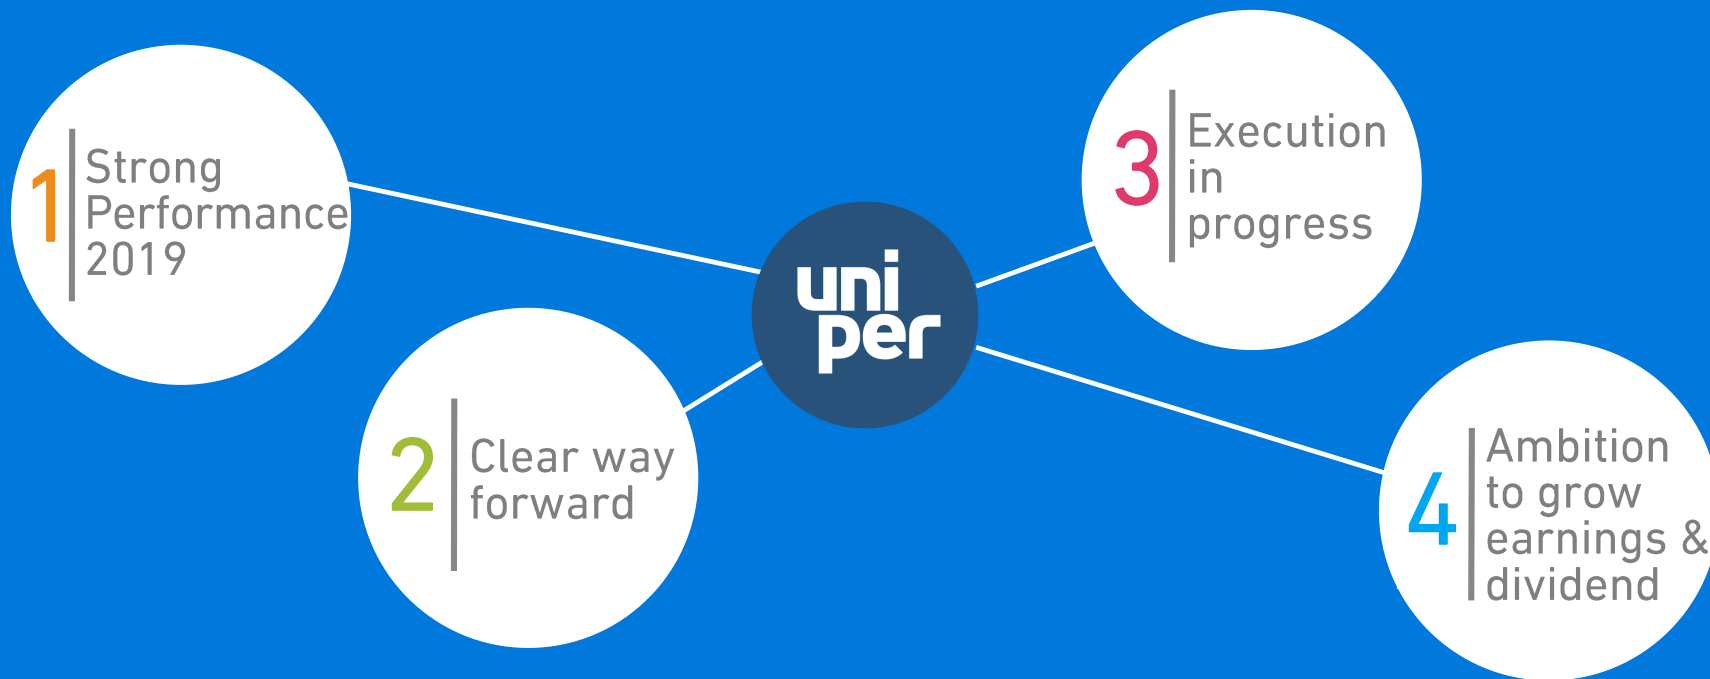 1
Strong
Performance
2019
2
Clear way
forward
uni
per
3
Execution
in
progress
4
Ambition
to grow
earnings &
dividend